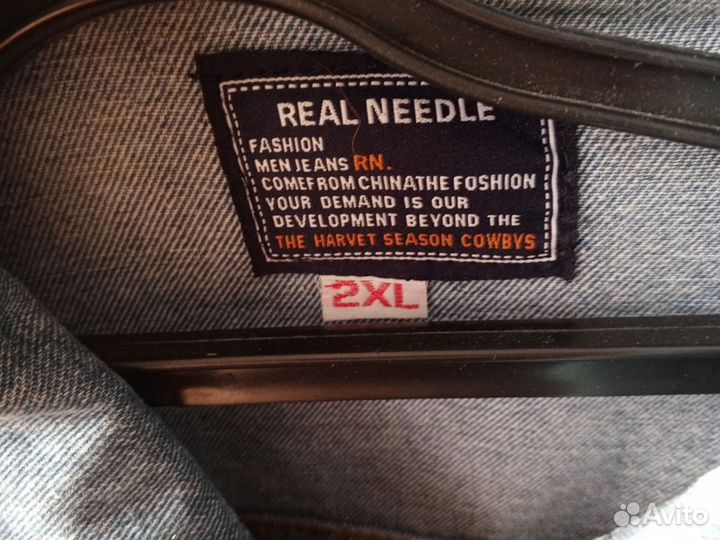 REAL NEEDLE
FASHION
MEN JEANS RN.
COMEFROM CHINATHE FOSHION
YOUR DEMAND IS OUR
DEVELOPMENT BEYOND THE
THE HARVET SEASON COWBYS
2XL
Avito